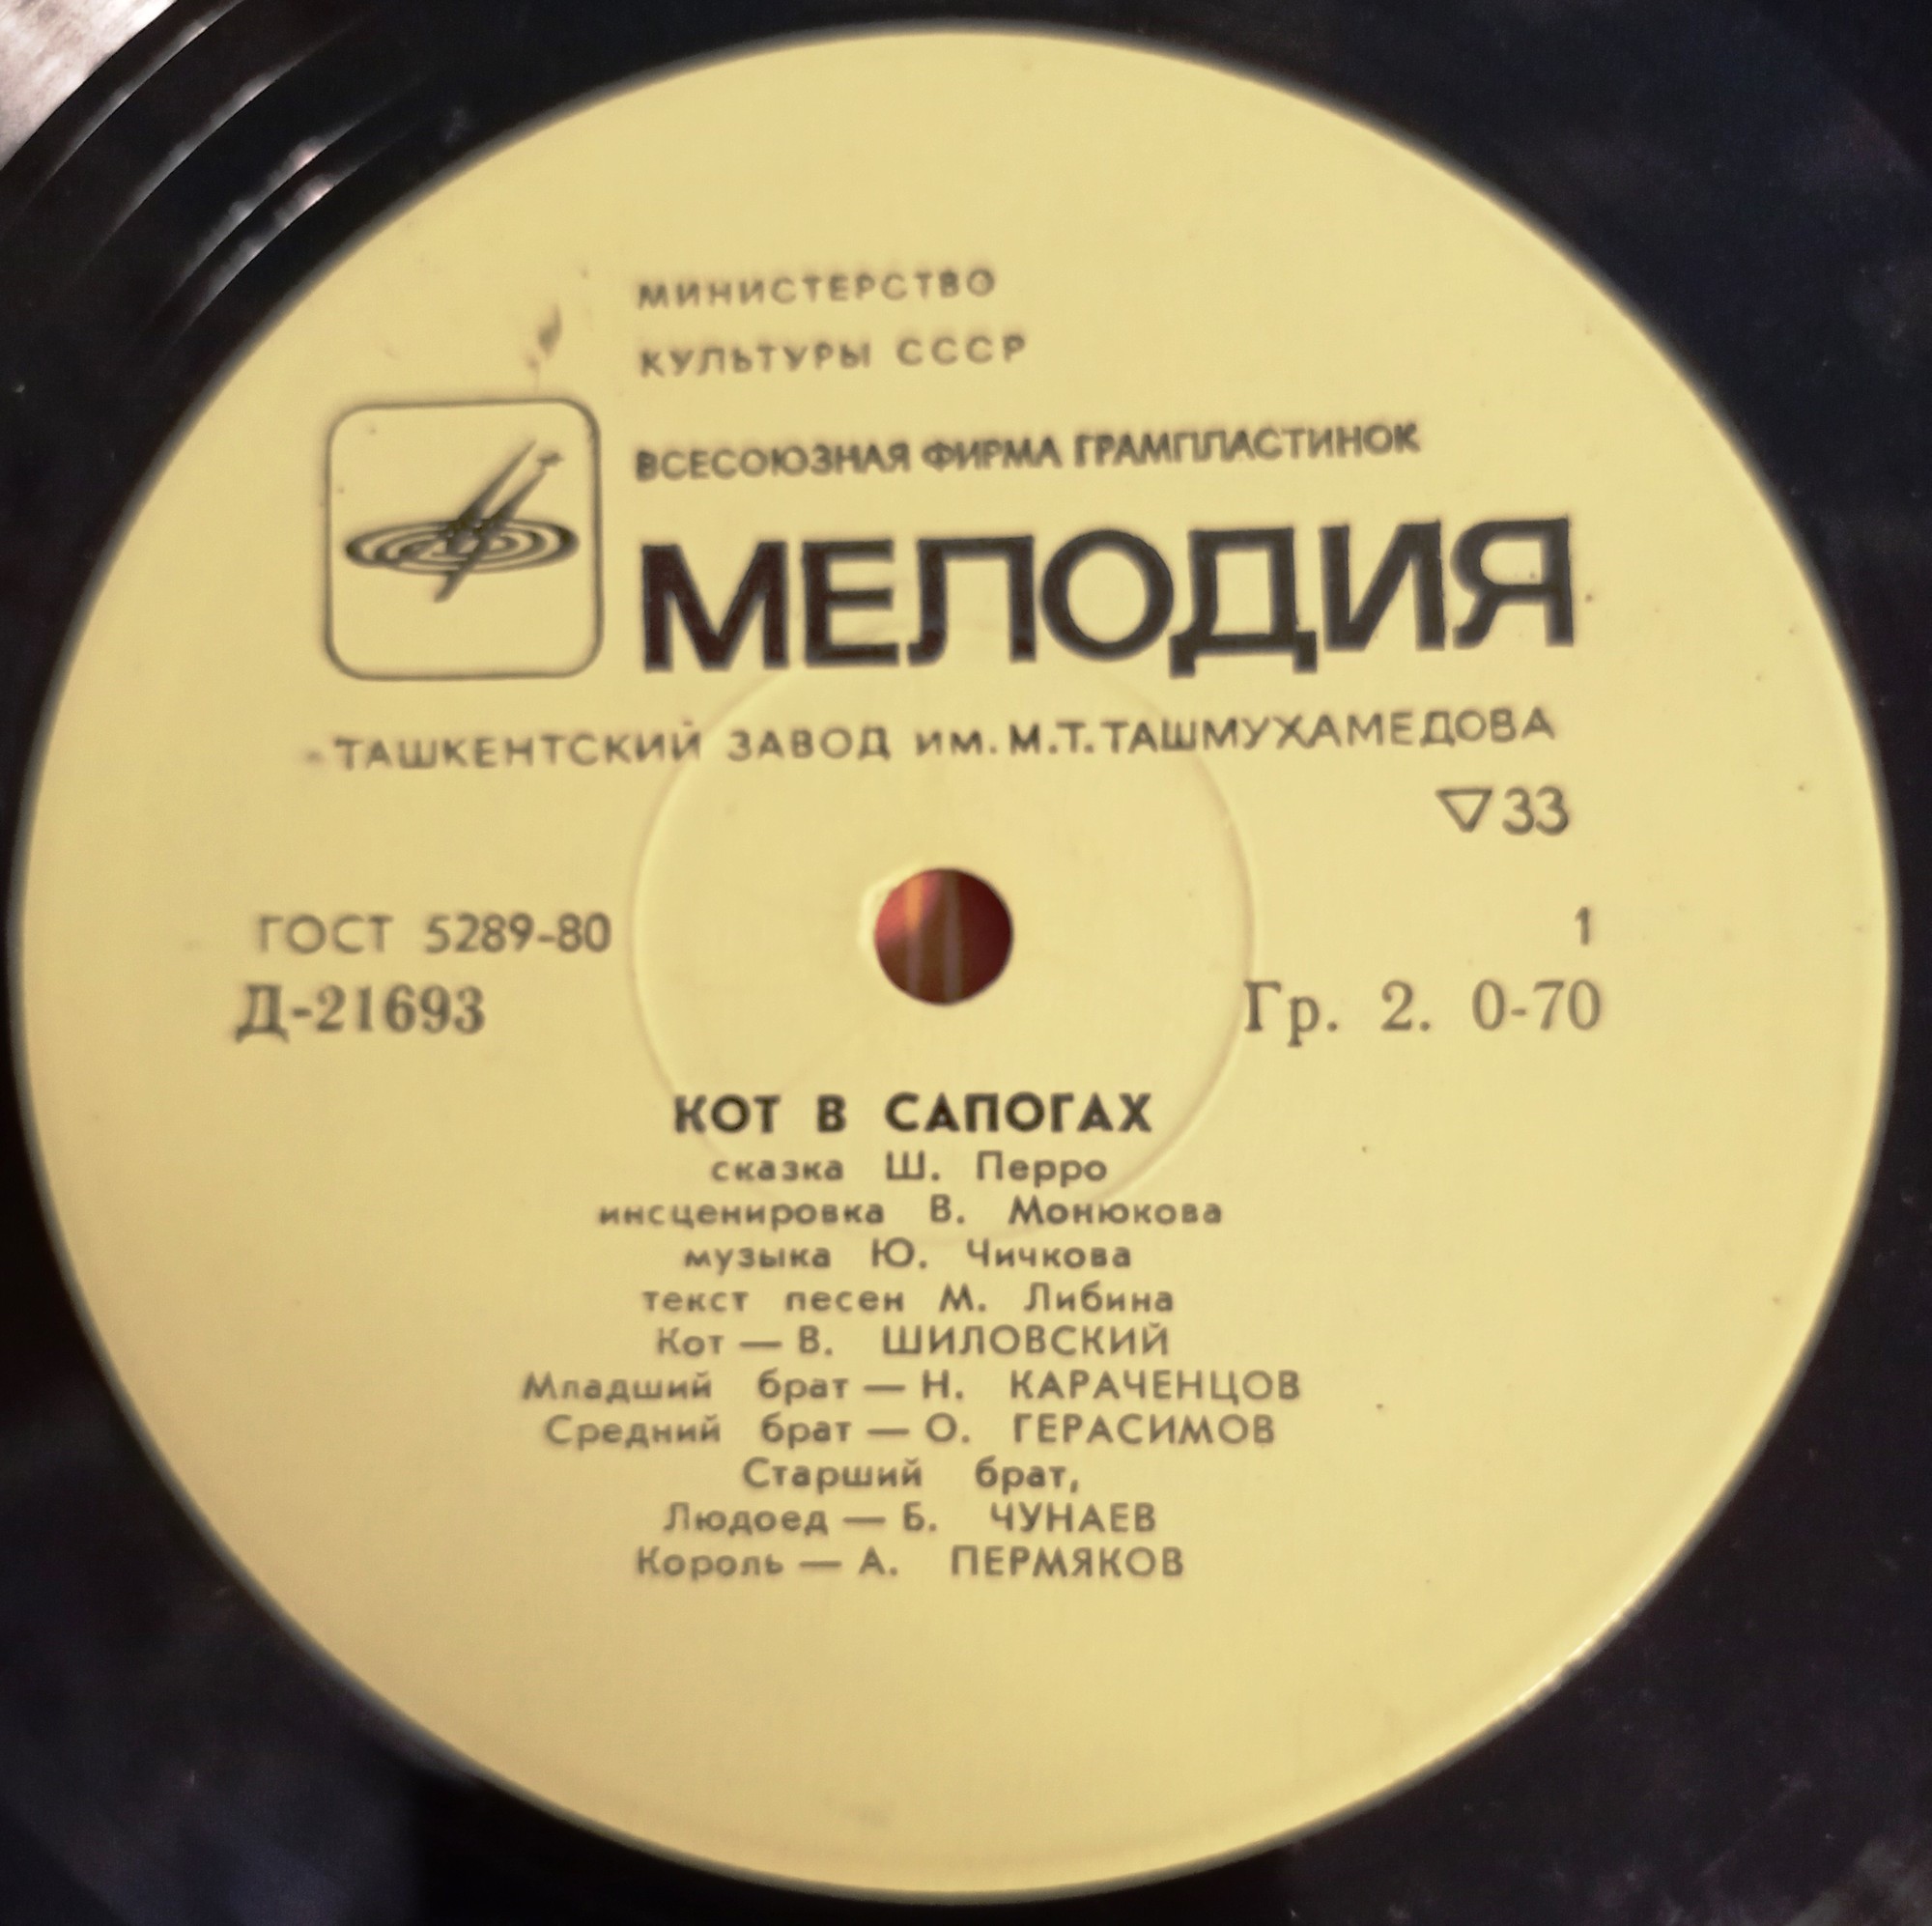 МИНИСТЕРСТВО
КУЛЬТУРЫ СССР
ВСЕСОЮЗНАЯ ФИРМА ГРАМПЛАСТИНОК
МЕЛОДИЯ
ТАШКЕНТСКИЙ ЗАВОД им. М.Т. ТАШМУХАМЕДОВА
▽33
ГОСТ 5289-80
1
Д-21693
Гр. 2. 0-70
КОТ В САПОГАХ
сказка Ш. Перро
инсценировка В. Монюкова
музыка Ю. Чичкова
текст песен М. Либина
Кот — В. ШИЛОВСКИЙ
Младший брат — Н. КАРАЧЕНЦОВ
Средний брат — О. ГЕРАСИМОВ
Старший брат,
Людоед — Б. ЧУНАЕВ
Король — А. ПЕРМЯКОВ